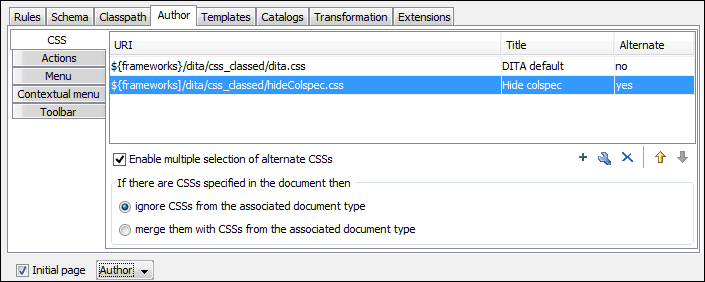 Rules Schema Classpath Author Templates Catalogs Transformation Extensions
CSS
Actions
Menu
Contextual menu
Toolbar
URI Title Alternate
${frameworks}/dita/css_classed/dita.css DITA default no
${frameworks]/dita/css_classed/hideColspec.css Hide colspec yes
Enable multiple selection of alternate CSSs
If there are CSSs specified in the document then
ignore CSSs from the associated document type
merge them with CSSs from the associated document type
Initial page Author